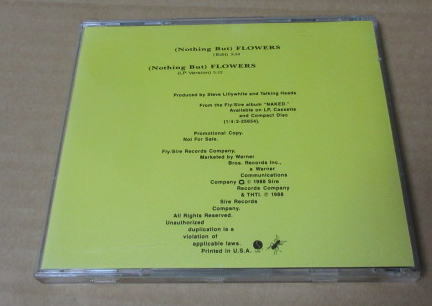 (Nothing But) FLOWERS
(Edit) 3:59
(Nothing But) FLOWERS
(LP Version) 5:32
Produced by Steve Lillywhite and Talking Heads
From the Fly/Sire album "NAKED."
Available on LP, Cassette
and Compact Disc
(1/4/2-25654).
Promotional Copy.
Not For Sale.
Fly/Sire Records Company,
Marketed by Warner
Bros. Records Inc.,
a Warner
Communications
Company © 1988 Sire
Records Company
& THTI. ℗ 1988
Sire Records
Company.
All Rights Reserved.
Unauthorized
duplication is a
violation of
applicable laws.
Printed in U.S.A.